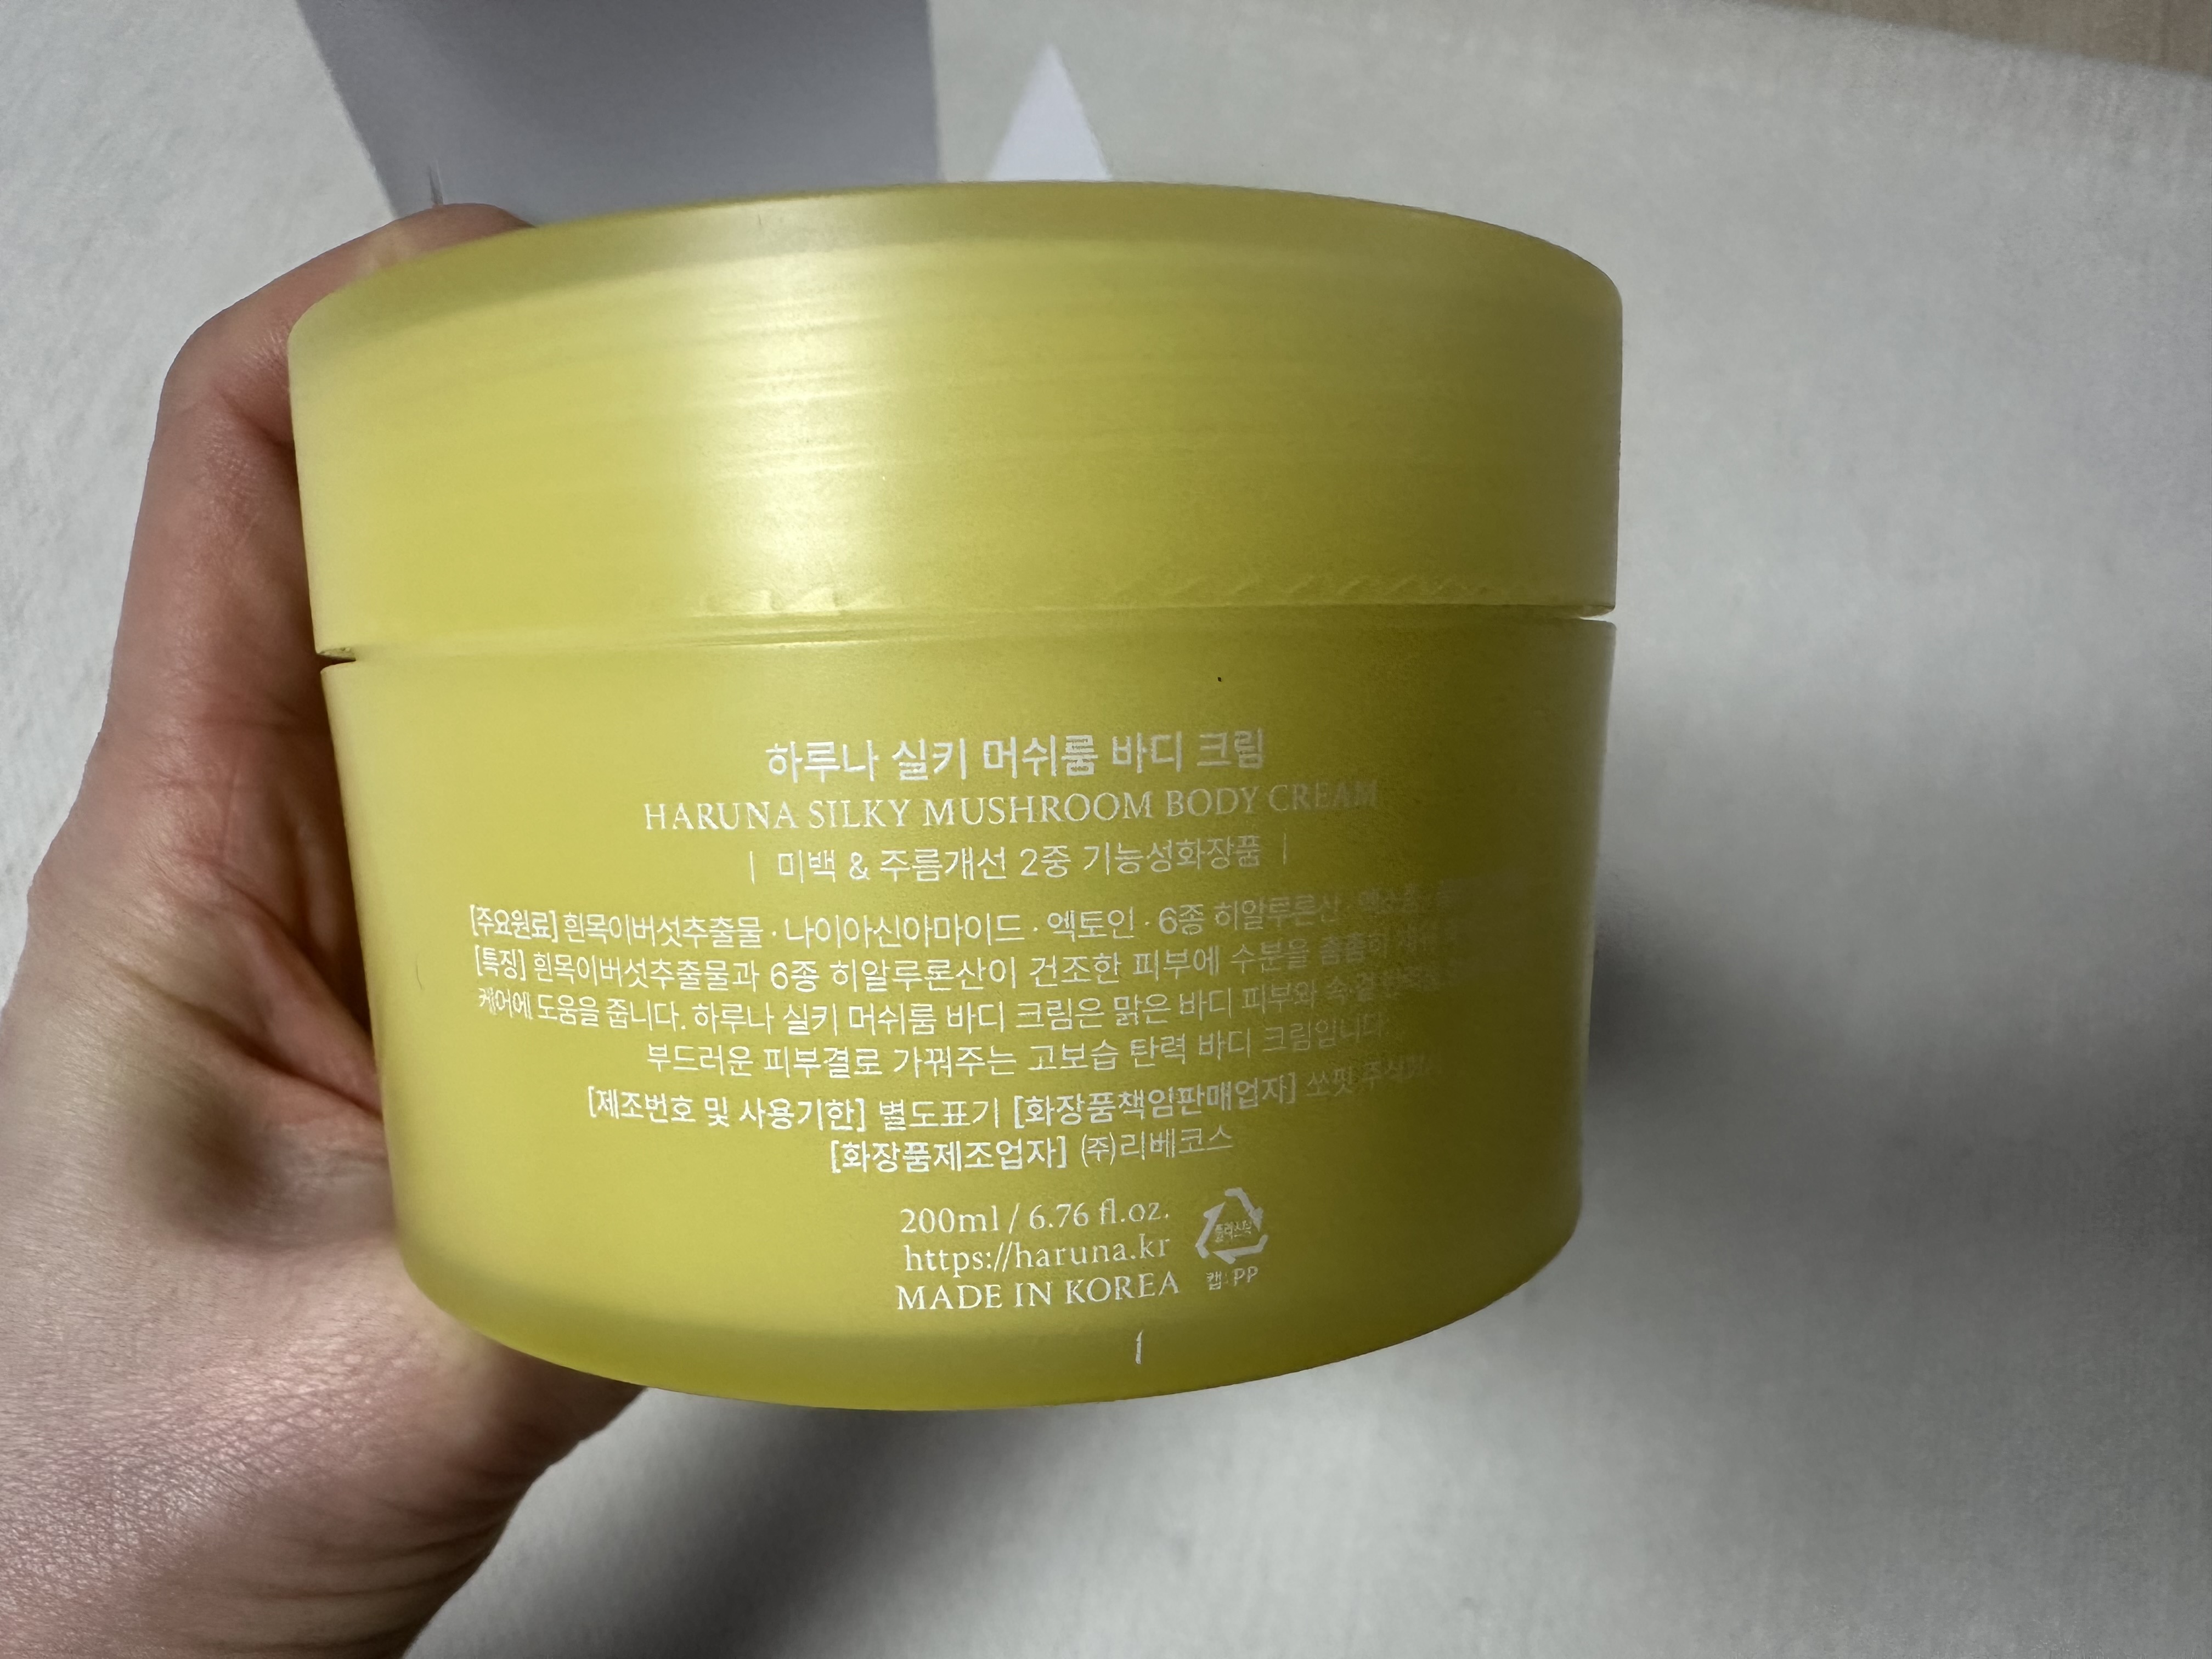 하루나 실키 머쉬룸 바디 크림
HARUNA SILKY MUSHROOM BODY CREAM
| 미백 & 주름개선 2중 기능성화장품 |
[주요원료] 흰목이버섯추출물 · 나이아신아마이드 · 엑토인 · 6종 히알루론산 ·
[특징] 흰목이버섯추출물과 6종 히알루론산이 건조한 피부에 수분을 촘촘히
케어에 도움을 줍니다. 하루나 실키 머쉬룸 바디 크림은 맑은 바디 피부와
부드러운 피부결로 가꿔주는 고보습 탄력 바디 크림입니다.
[제조번호 및 사용기한] 별도표기 [화장품책임판매업자] 쏘핏
[화장품제조업자] ㈜리베코스
200ml / 6.76 fl.oz.
https://haruna.kr
MADE IN KOREA
플라스틱
캡: PP